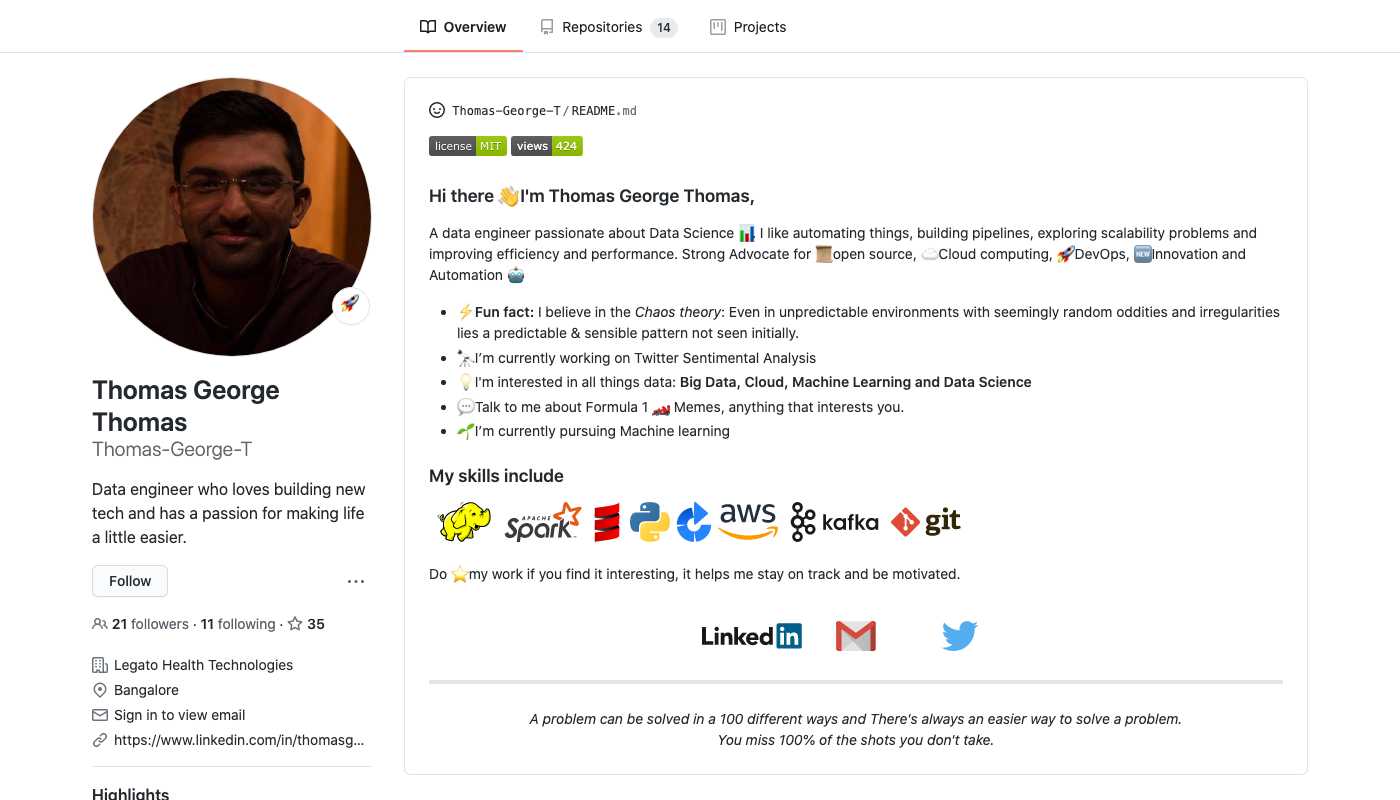 Overview Repositories 14 Projects
Thomas-George-T/README.md
license MIT views 424
Hi there 👋I'm Thomas George Thomas,
A data engineer passionate about Data Science 📊 I like automating things, building pipelines, exploring scalability problems and
improving efficiency and performance. Strong Advocate for 📜open source, ☁️Cloud computing, 🚀DevOps, 🆕Innovation and
Automation 🤖
⚡Fun fact: I believe in the Chaos theory: Even in unpredictable environments with seemingly random oddities and irregularities
lies a predictable & sensible pattern not seen initially.
🔭I’m currently working on Twitter Sentimental Analysis
💡I'm interested in all things data: Big Data, Cloud, Machine Learning and Data Science
💬Talk to me about Formula 1 🏎️ Memes, anything that interests you.
🌱I’m currently pursuing Machine learning
My skills include
APACHE Spark aws kafka git
Do ⭐my work if you find it interesting, it helps me stay on track and be motivated.
Linked in
A problem can be solved in a 100 different ways and There's always an easier way to solve a problem.
You miss 100% of the shots you don't take.
Thomas George
Thomas
Thomas-George-T
Data engineer who loves building new
tech and has a passion for making life
a little easier.
Follow ...
21 followers · 11 following · 35
Legato Health Technologies
Bangalore
Sign in to view email
https://www.linkedin.com/in/thomasg...
Highlights